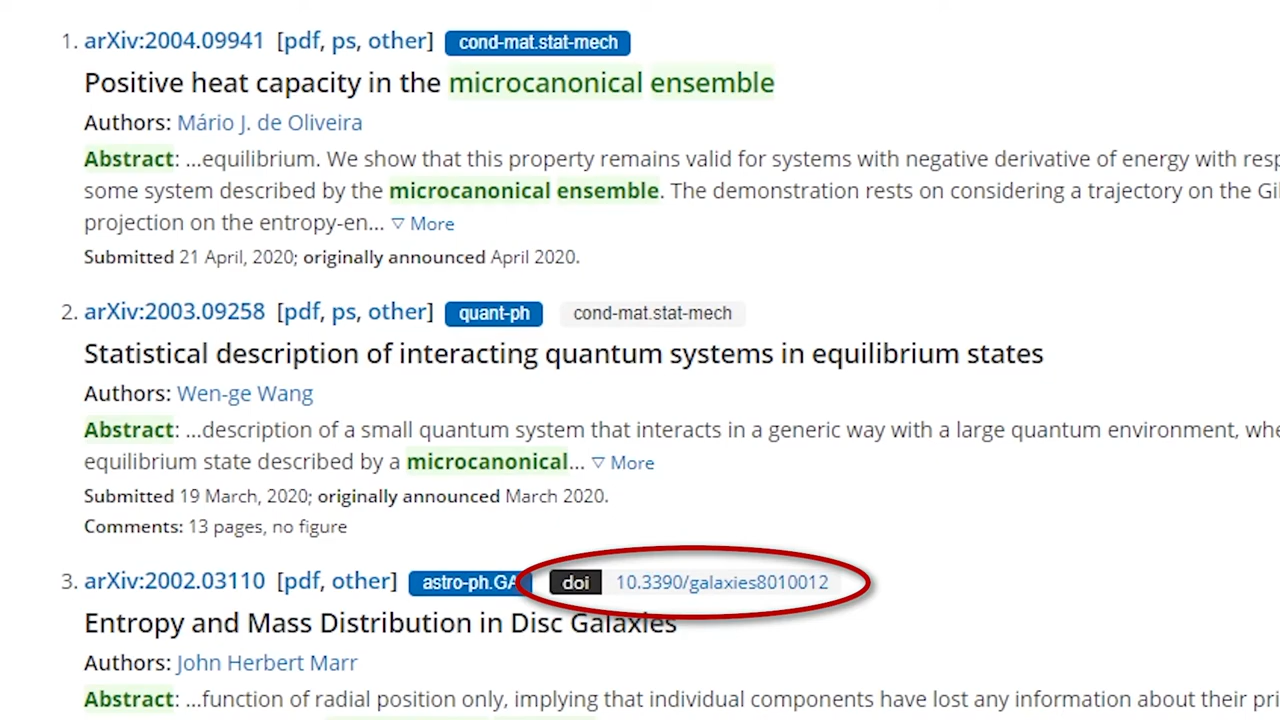 1. arXiv:2004.09941 [pdf, ps, other] cond-mat.stat-mech
Positive heat capacity in the microcanonical ensemble
Authors: Mário J. de Oliveira
Abstract: ...equilibrium. We show that this property remains valid for systems with negative derivative of energy with resp
some system described by the microcanonical ensemble. The demonstration rests on considering a trajectory on the Gi
projection on the entropy-en... ▽ More
Submitted 21 April, 2020; originally announced April 2020.
2. arXiv:2003.09258 [pdf, ps, other] quant-ph cond-mat.stat-mech
Statistical description of interacting quantum systems in equilibrium states
Authors: Wen-ge Wang
Abstract: ...description of a small quantum system that interacts in a generic way with a large quantum environment, whe
equilibrium state described by a microcanonical... ▽ More
Submitted 19 March, 2020; originally announced March 2020.
Comments: 13 pages, no figure
3. arXiv:2002.03110 [pdf, other] astro-ph.GA doi 10.3390/galaxies8010012
Entropy and Mass Distribution in Disc Galaxies
Authors: John Herbert Marr
Abstract: ...function of radial position only, implying that individual components have lost any information about their pri